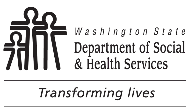 Washington State
Department of Social
& Health Services
Transforming lives